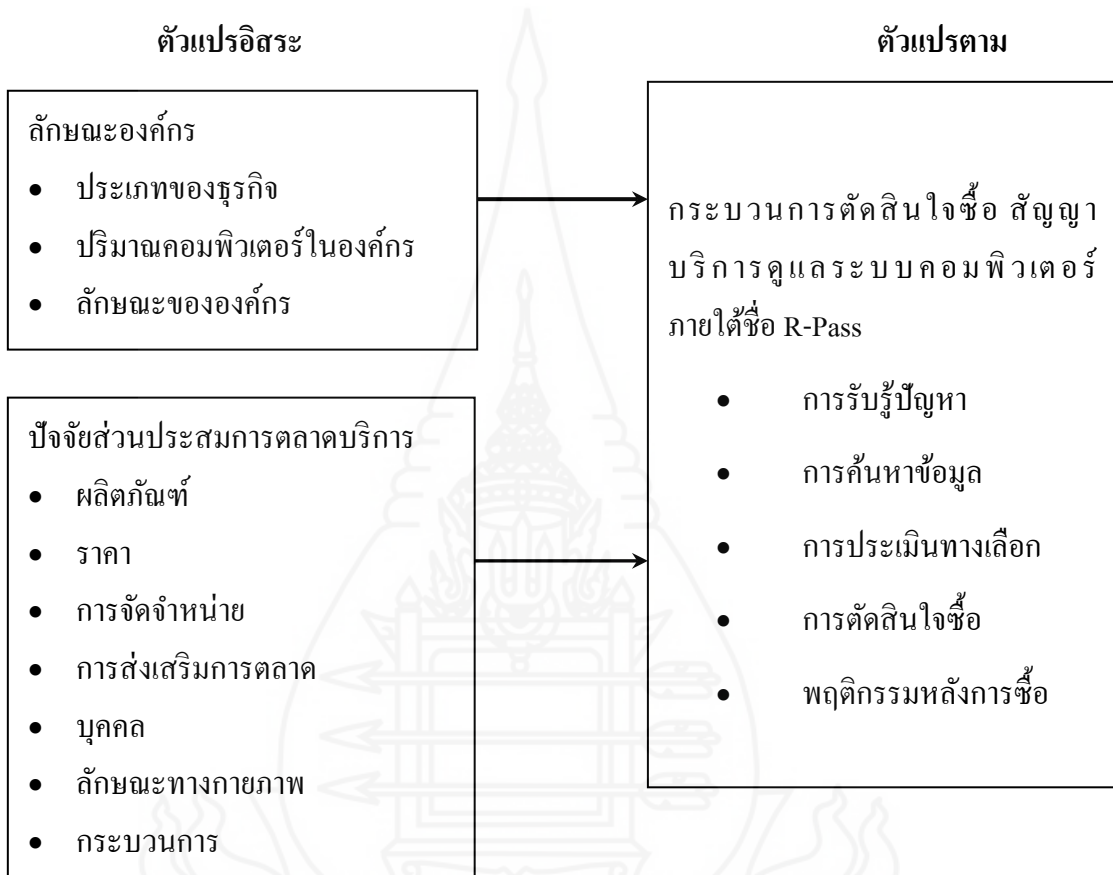 ตัวแปรอิสระ
ตัวแปรตาม
ลักษณะองค์กร
• ประเภทของธุรกิจ
• ปริมาณคอมพิวเตอร์ในองค์กร
• ลักษณะขององค์กร
ปัจจัยส่วนประสมการตลาดบริการ
• ผลิตภัณฑ์
• ราคา
• การจัดจำหน่าย
• การส่งเสริมการตลาด
• บุคคล
• ลักษณะทางกายภาพ
• กระบวนการ
กระบวนการตัดสินใจซื้อ สัญญา
บริการดูแลระบบคอมพิวเตอร์
ภายใต้ชื่อ R-Pass
• การรับรู้ปัญหา
• การค้นหาข้อมูล
• การประเมินทางเลือก
• การตัดสินใจซื้อ
• พฤติกรรมหลังการซื้อ